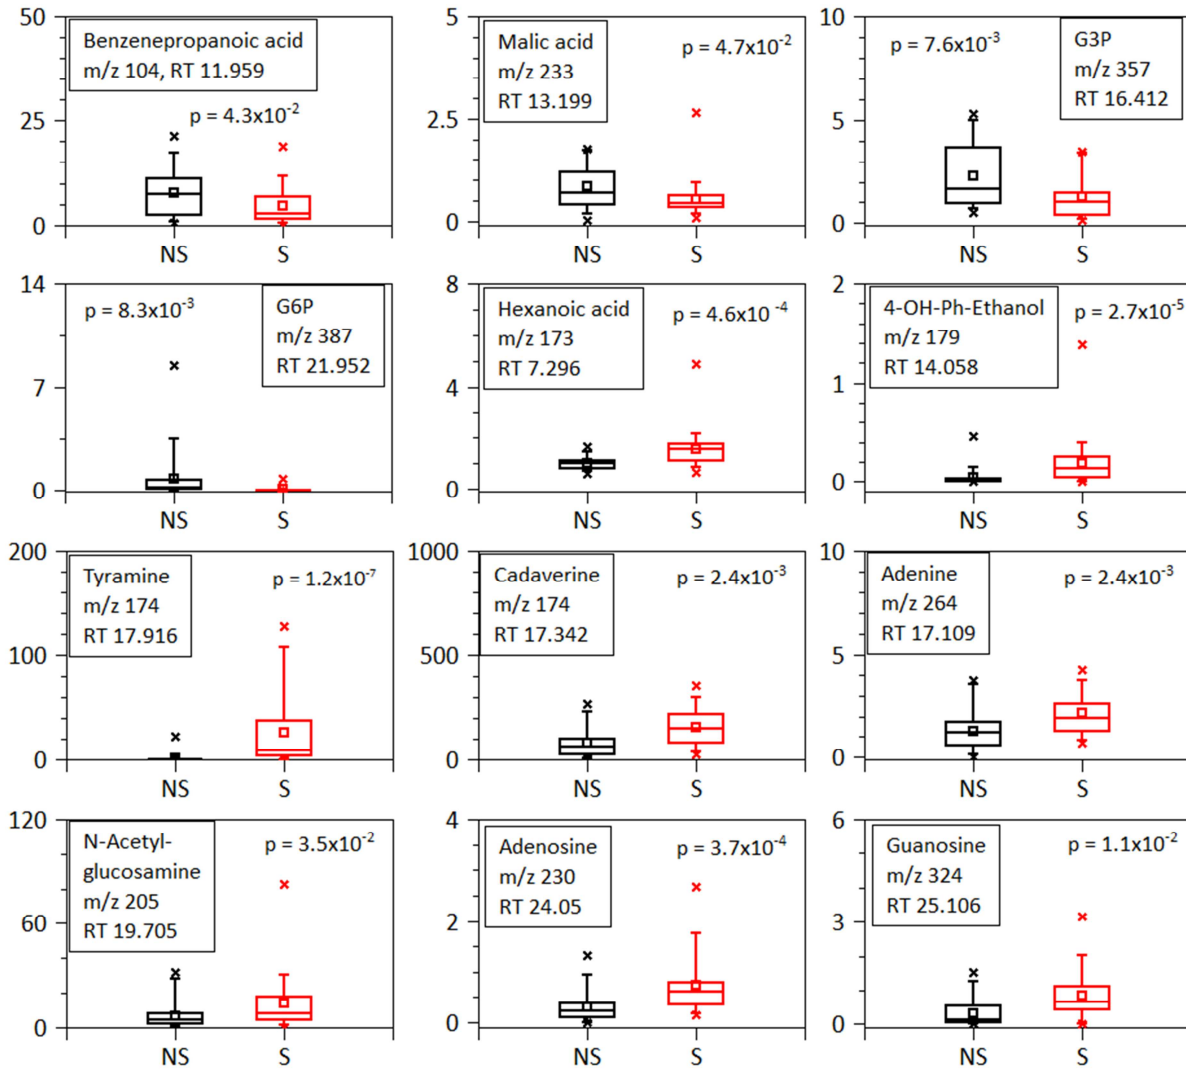 50
25
0
Benzenepropanoic acid
m/z 104, RT 11.959
p = 4.3x10-2
NS
S
5
2.5
0
Malic acid
m/z 233
RT 13.199
p = 4.7x10-2
NS
S
10
5
0
p = 7.6x10-3
G3P
m/z 357
RT 16.412
NS
S
14
7
0
p = 8.3x10-3
G6P
m/z 387
RT 21.952
NS
S
8
4
0
Hexanoic acid
m/z 173
RT 7.296
p = 4.6x10 -4
NS
S
2
1
0
4-OH-Ph-Ethanol
m/z 179
RT 14.058
p = 2.7x10-5
NS
S
200
100
0
Tyramine
m/z 174
RT 17.916
p = 1.2x10-7
NS
S
1000
500
0
Cadaverine
m/z 174
RT 17.342
p = 2.4x10-3
NS
S
10
5
0
Adenine
m/z 264
RT 17.109
p = 2.4x10-3
NS
S
120
60
0
N-Acetyl-
glucosamine
m/z 205
RT 19.705
p = 3.5x10-2
NS
S
4
2
0
Adenosine
m/z 230
RT 24.05
p = 3.7x10-4
NS
S
6
3
0
Guanosine
m/z 324
RT 25.106
p = 1.1x10-2
NS
S